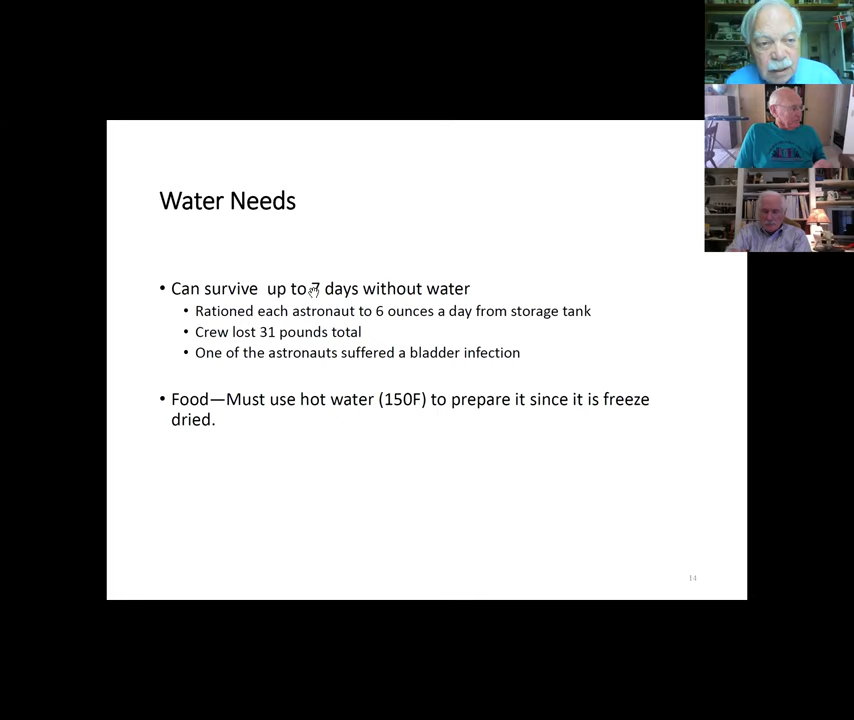 Water Needs
• Can survive  up to 7 days without water
• Rationed each astronaut to 6 ounces a day from storage tank
• Crew lost 31 pounds total
• One of the astronauts suffered a bladder infection
• Food—Must use hot water (150F) to prepare it since it is freeze
dried.
14